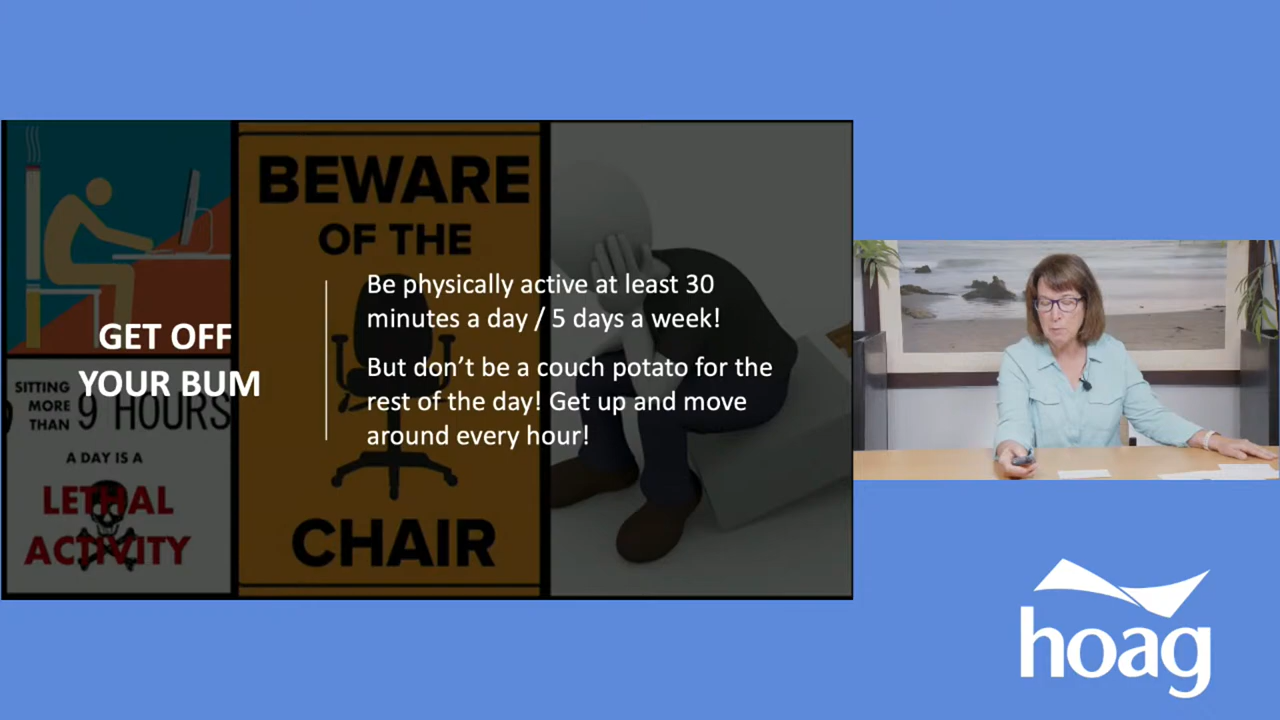 BEWARE
OF THE
CHAIR
GET OFF
YOUR BUM
Be physically active at least 30
minutes a day / 5 days a week!
But don’t be a couch potato for the
rest of the day! Get up and move
around every hour!
SITTING
MORE
THAN
9 HOURS
A DAY IS A
LETHAL
ACTIVITY
hoag